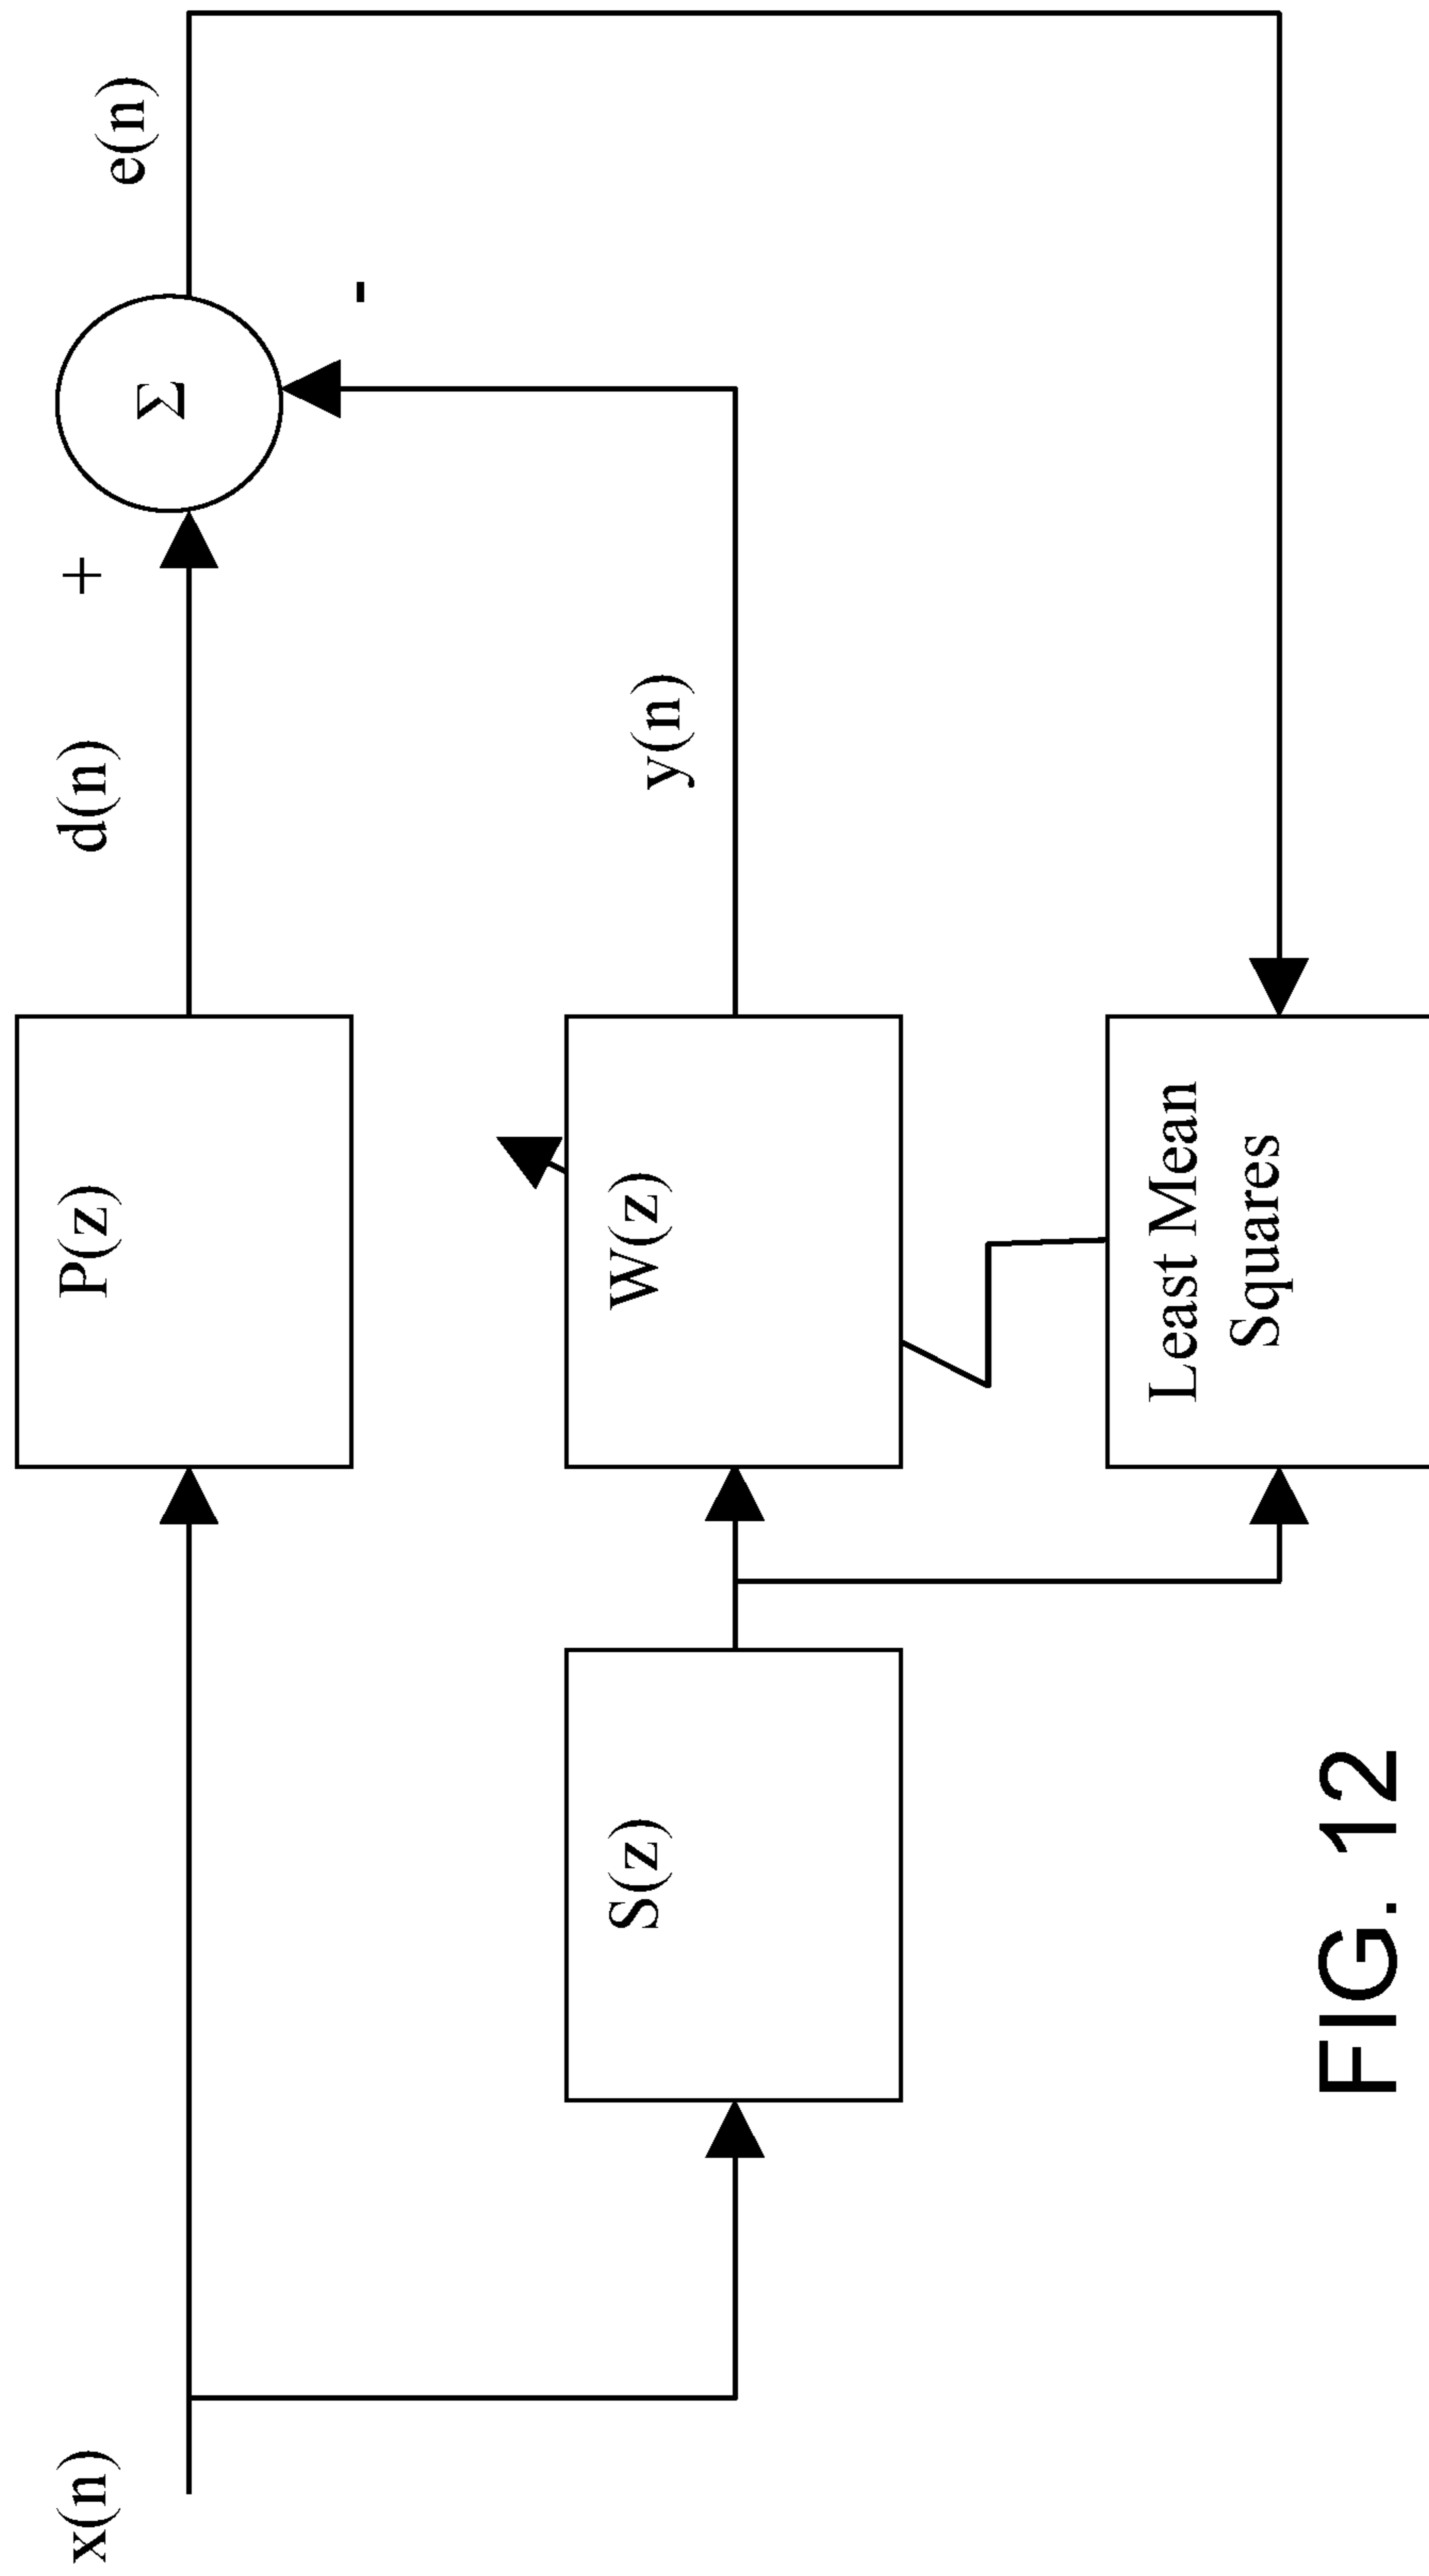 x(n)
P(z)
d(n)
+
Σ
e(n)
-
S(z)
W(z)
y(n)
Least Mean
Squares
FIG. 12